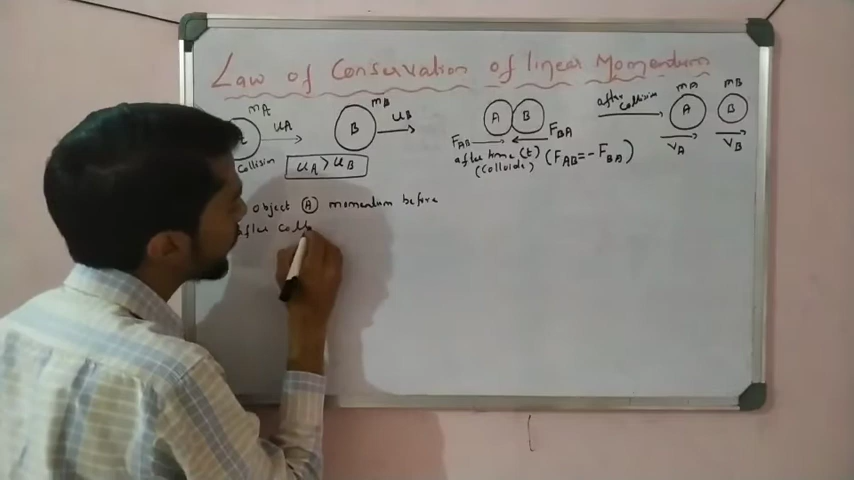 Law of Conservation of linear Momentum
mA
uA
mB
B
uB
Collision
uA > uB
A B
FAB
FBA
after time (t) (FAB = -FBA)
(Collide)
after collision
mA
A
vA
mB
B
vB
object A momentum before
after coll